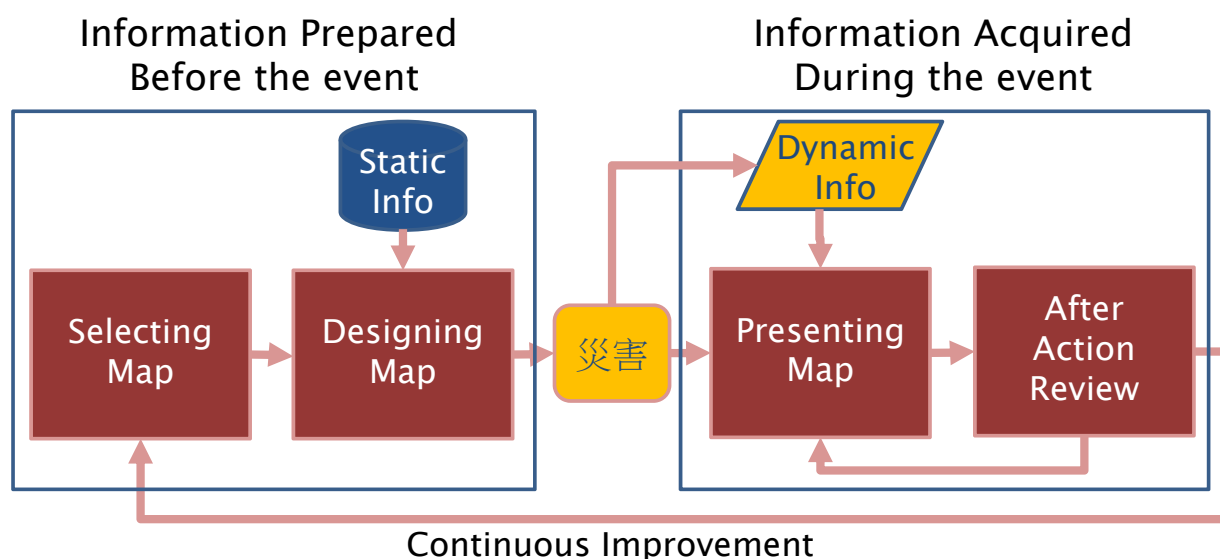 Information Prepared
Before the event
Information Acquired
During the event
Static
Info
Dynamic
Info
Selecting
Map
Designing
Map
災害
Presenting
Map
After
Action
Review
Continuous Improvement